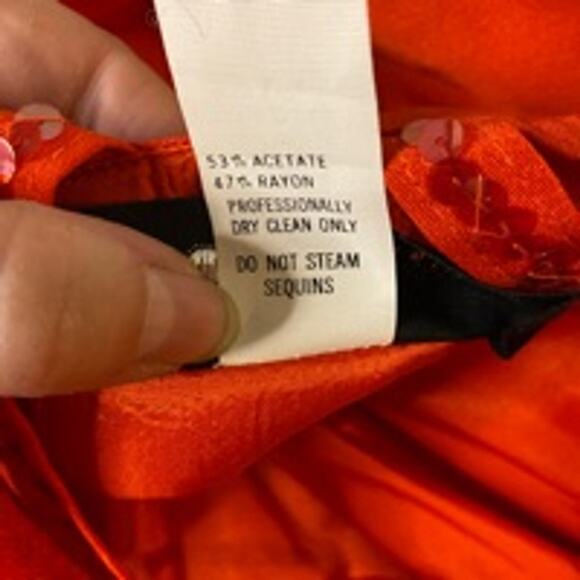 53% ACETATE
47% RAYON
PROFESSIONALLY
DRY CLEAN ONLY
DO NOT STEAM
SEQUINS